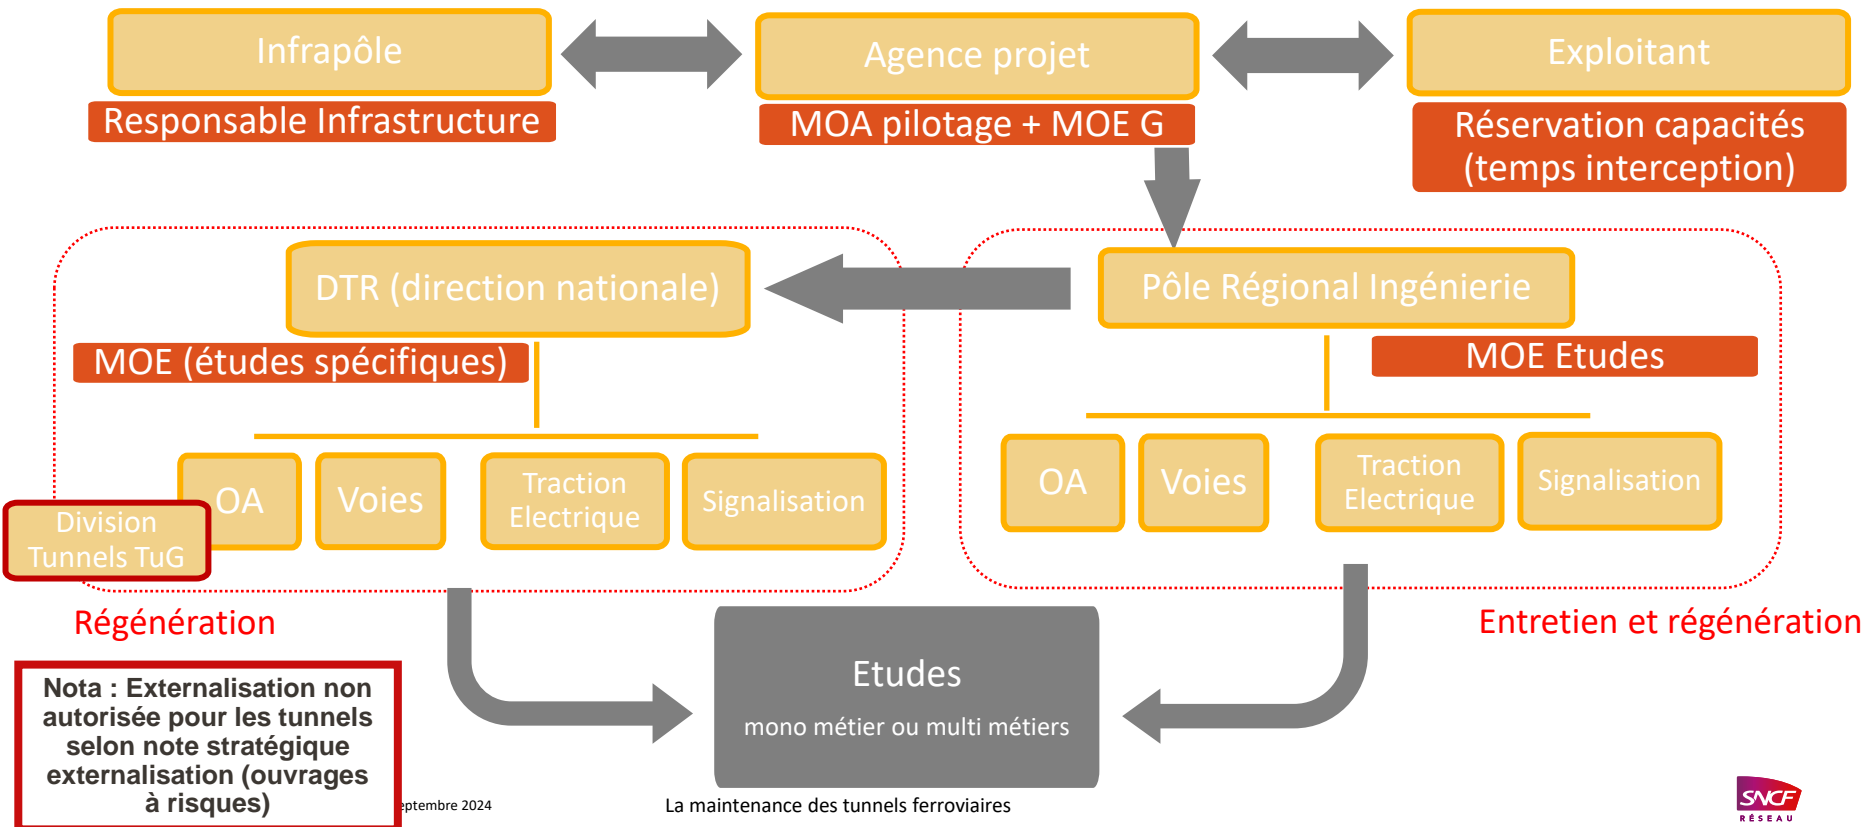 Infrapôle
Agence projet
Exploitant
Responsable Infrastructure
MOA pilotage + MOE G
Réservation capacités
(temps interception)
DTR (direction nationale)
Pôle Régional Ingénierie
MOE (études spécifiques)
MOE Etudes
OA
Voies
Traction
Electrique
Signalisation
Division
Tunnels TuG
OA
Voies
Traction
Electrique
Signalisation
Régénération
Entretien et régénération
Etudes
mono métier ou multi métiers
Nota : Externalisation non
autorisée pour les tunnels
selon note stratégique
externalisation (ouvrages
à risques)
eptembre 2024
La maintenance des tunnels ferroviaires
SNCF
RÉSEAU